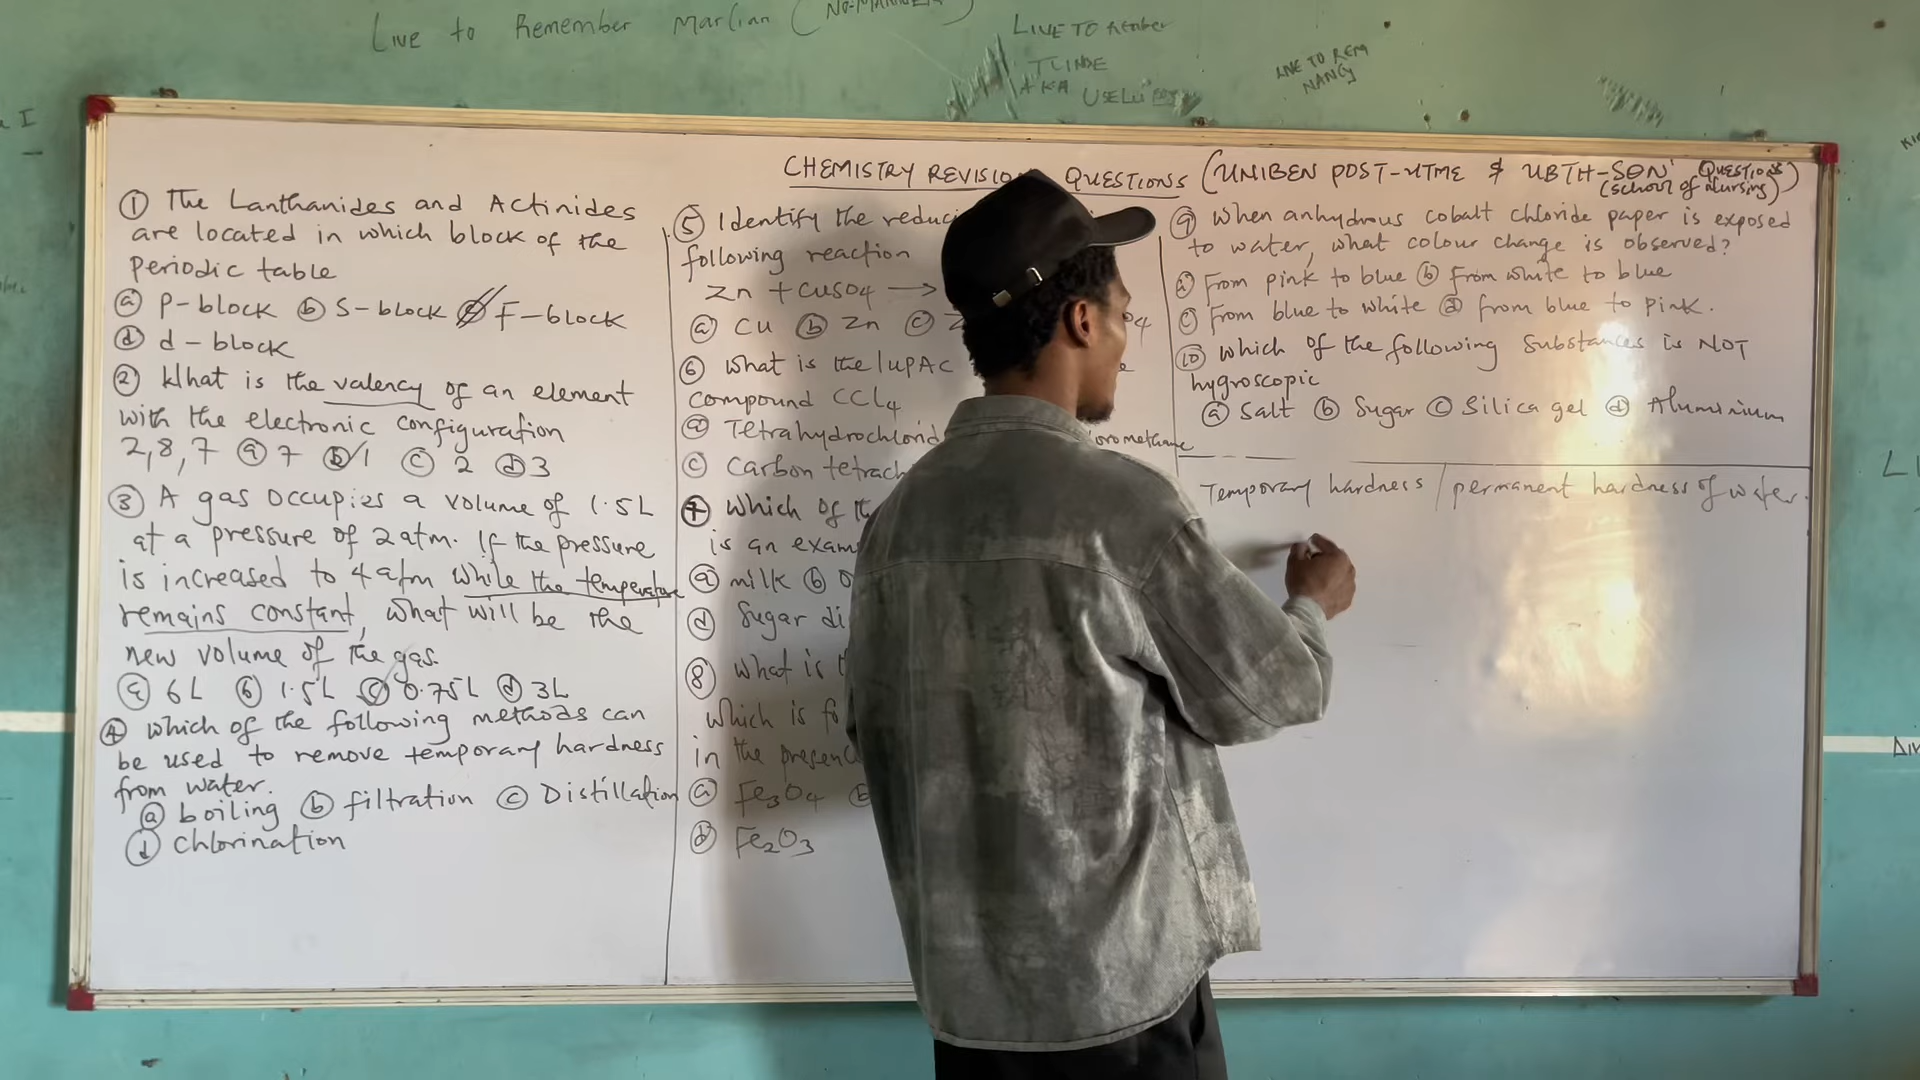 Live to Remember Marlian (
LIVE TO
TUNDE
AKA
USELU
LIVE TO REM
NANCY
CHEMISTRY REVISION QUESTIONS (UNIBEN POST-UTME & UBTH-SON' QUESTIONS
(School of Nursing)
① The Lanthanides and Actinides
are located in which block of the
Periodic table
ⓐ P-block ⓑ S-block ⓒ F-block
ⓓ d-block
② What is the valency of an element
with the electronic configuration
2,8,7 ⓐ 7 ⓑ 1 ⓒ 2 ⓓ 3
③ A gas occupies a volume of 1.5L
at a pressure of 2atm. If the pressure
is increased to 4atm while the temperature
remains constant, what will be the
new volume of the gas.
ⓐ 6L ⓑ 1.5L ⓒ 0.75L ⓓ 3L
④ which of the following methods can
be used to remove temporary hardness
from water.
ⓐ boiling ⓑ filtration ⓒ Distillation
ⓓ Chlorination
⑤ Identify the reduci
following reaction
Zn + CuSO4 →
ⓐ Cu ⓑ Zn ⓒ
⑥ What is the IUPAC
compound CCl4
ⓐ Tetrahydrochlorid
oromethane
ⓒ Carbon tetrach
⑦ Which of th
is an exam
ⓐ milk ⓑ
ⓓ Sugar di
⑧ What is t
which is fo
in the presenc
ⓐ Fe3O4 ⓑ
ⓓ Fe2O3
⑨ When anhydrous cobalt chloride paper is exposed
to water, what colour change is observed?
ⓐ From pink to blue ⓑ from white to blue
ⓒ from blue to white ⓓ from blue to pink.
⑩ Which of the following Substances is NOT
hygroscopic
ⓐ Salt ⓑ Sugar ⓒ Silica gel ⓓ Aluminium
Temporary hardness / permanent hardness of water.